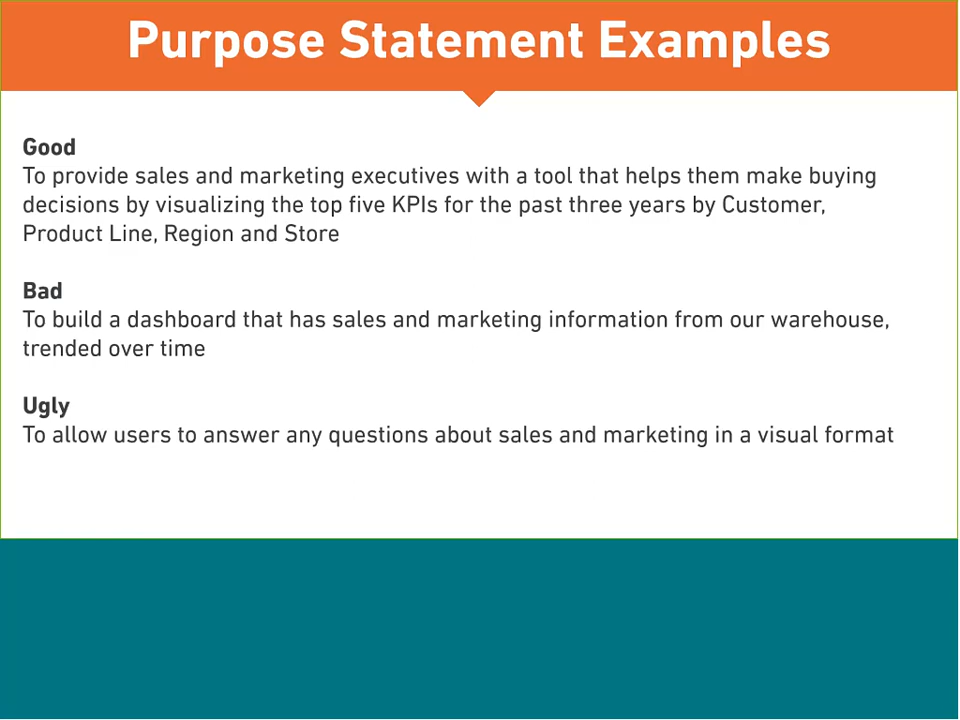 Purpose Statement Examples
Good
To provide sales and marketing executives with a tool that helps them make buying
decisions by visualizing the top five KPIs for the past three years by Customer,
Product Line, Region and Store
Bad
To build a dashboard that has sales and marketing information from our warehouse,
trended over time
Ugly
To allow users to answer any questions about sales and marketing in a visual format